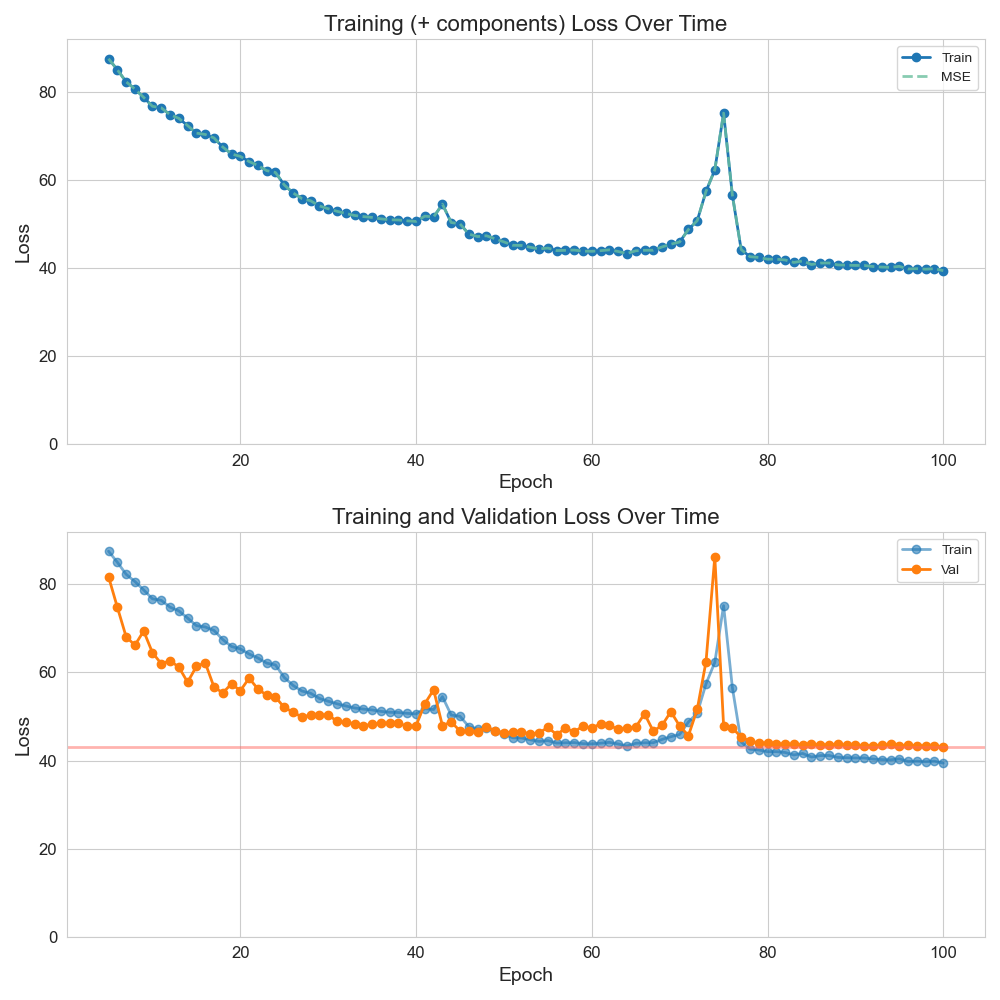 Training (+ components) Loss Over Time
Train
MSE
80
60
40
20
0
Loss
20 40 60 80 100
Epoch
Training and Validation Loss Over Time
Train
Val
80
60
40
20
0
Loss
20 40 60 80 100
Epoch